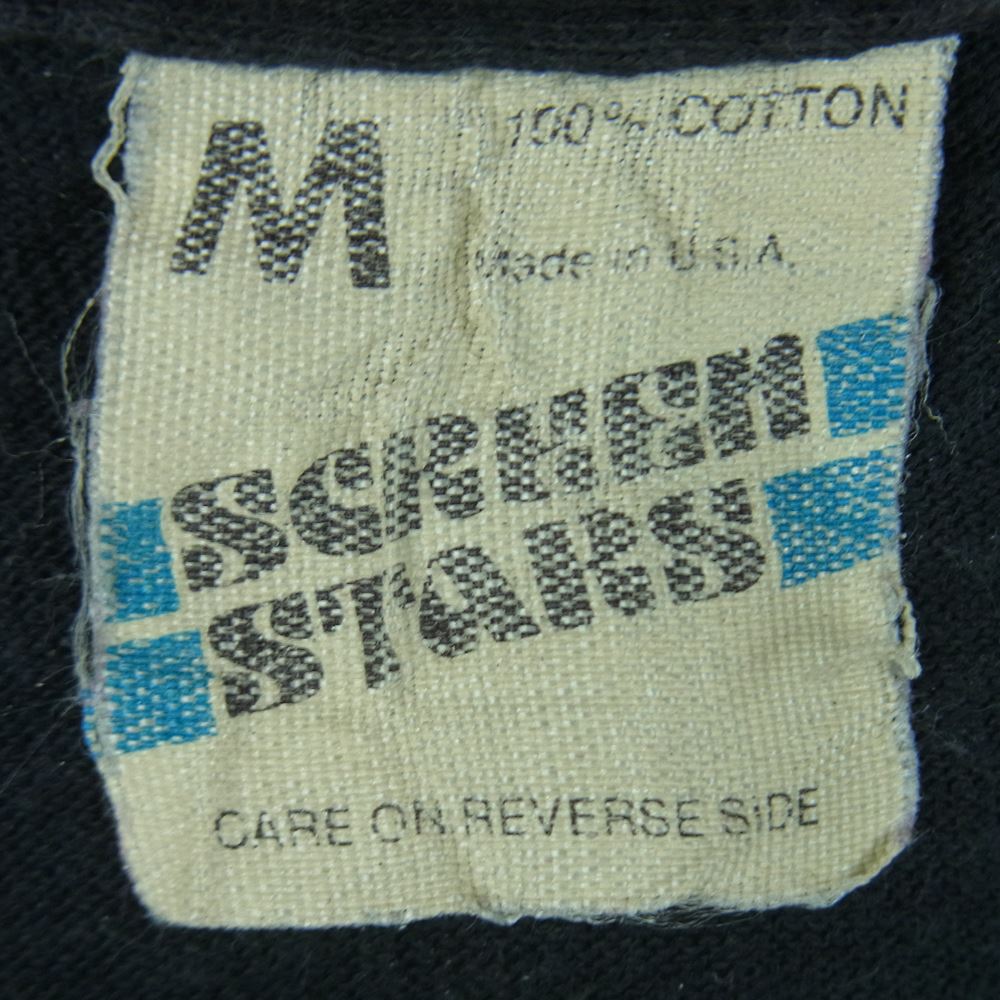 M
100% COTTON
Made in U.S.A.
SCREEN
STARS
CARE ON REVERSE SIDE